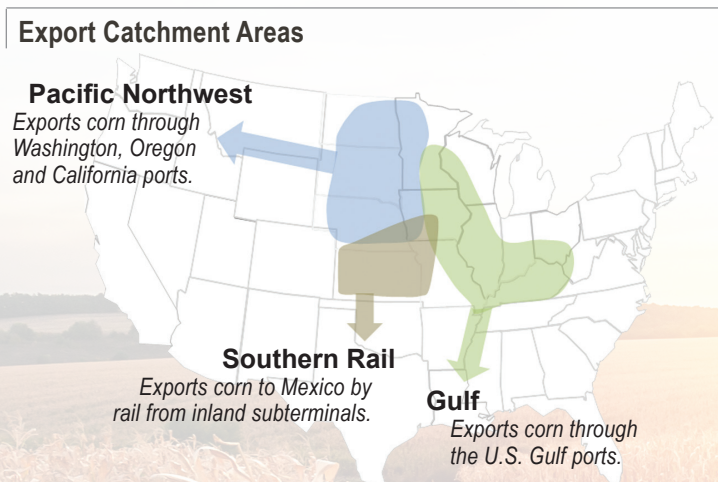 Export Catchment Areas
Pacific Northwest
Exports corn through
Washington, Oregon
and California ports.
Southern Rail
Exports corn to Mexico by
rail from inland subterminals.
Gulf
Exports corn through
the U.S. Gulf ports.